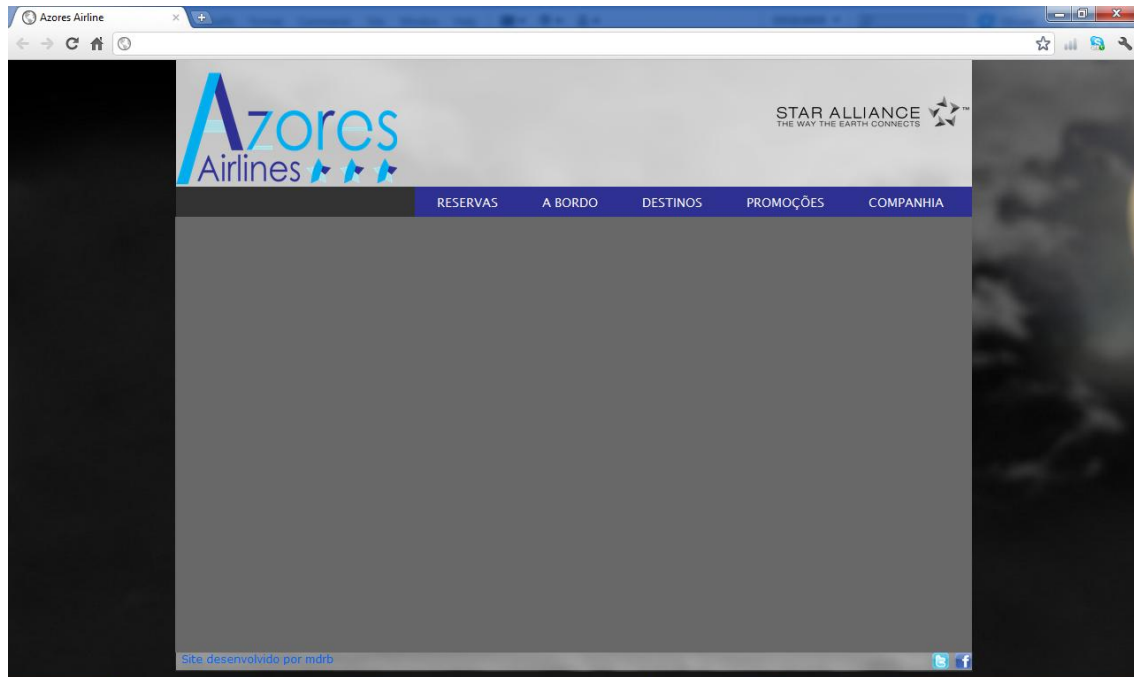 Azores Airline
Azores
Airlines
STAR ALLIANCE ™
THE WAY THE EARTH CONNECTS
RESERVAS A BORDO DESTINOS PROMOÇÕES COMPANHIA
Site desenvolvido por mdrb